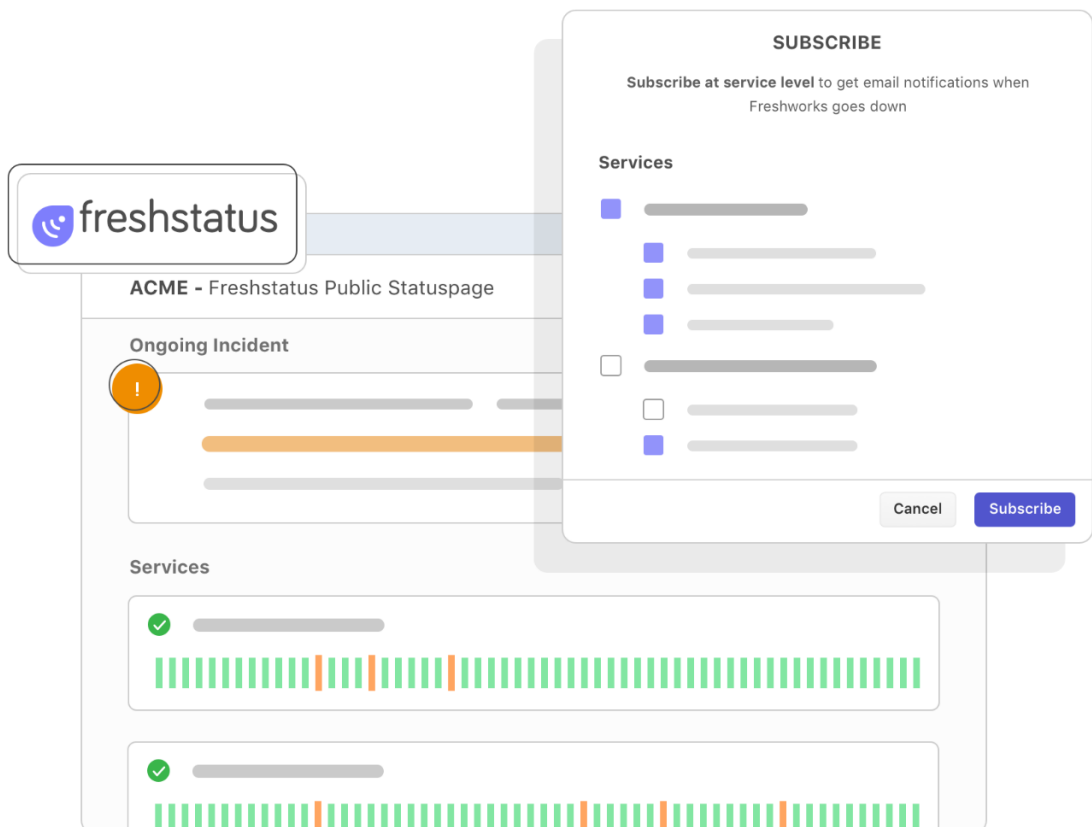 SUBSCRIBE
Subscribe at service level to get email notifications when
Freshworks goes down
Services
Cancel
Subscribe
freshstatus
ACME - Freshstatus Public Statuspage
Ongoing Incident
!
Services